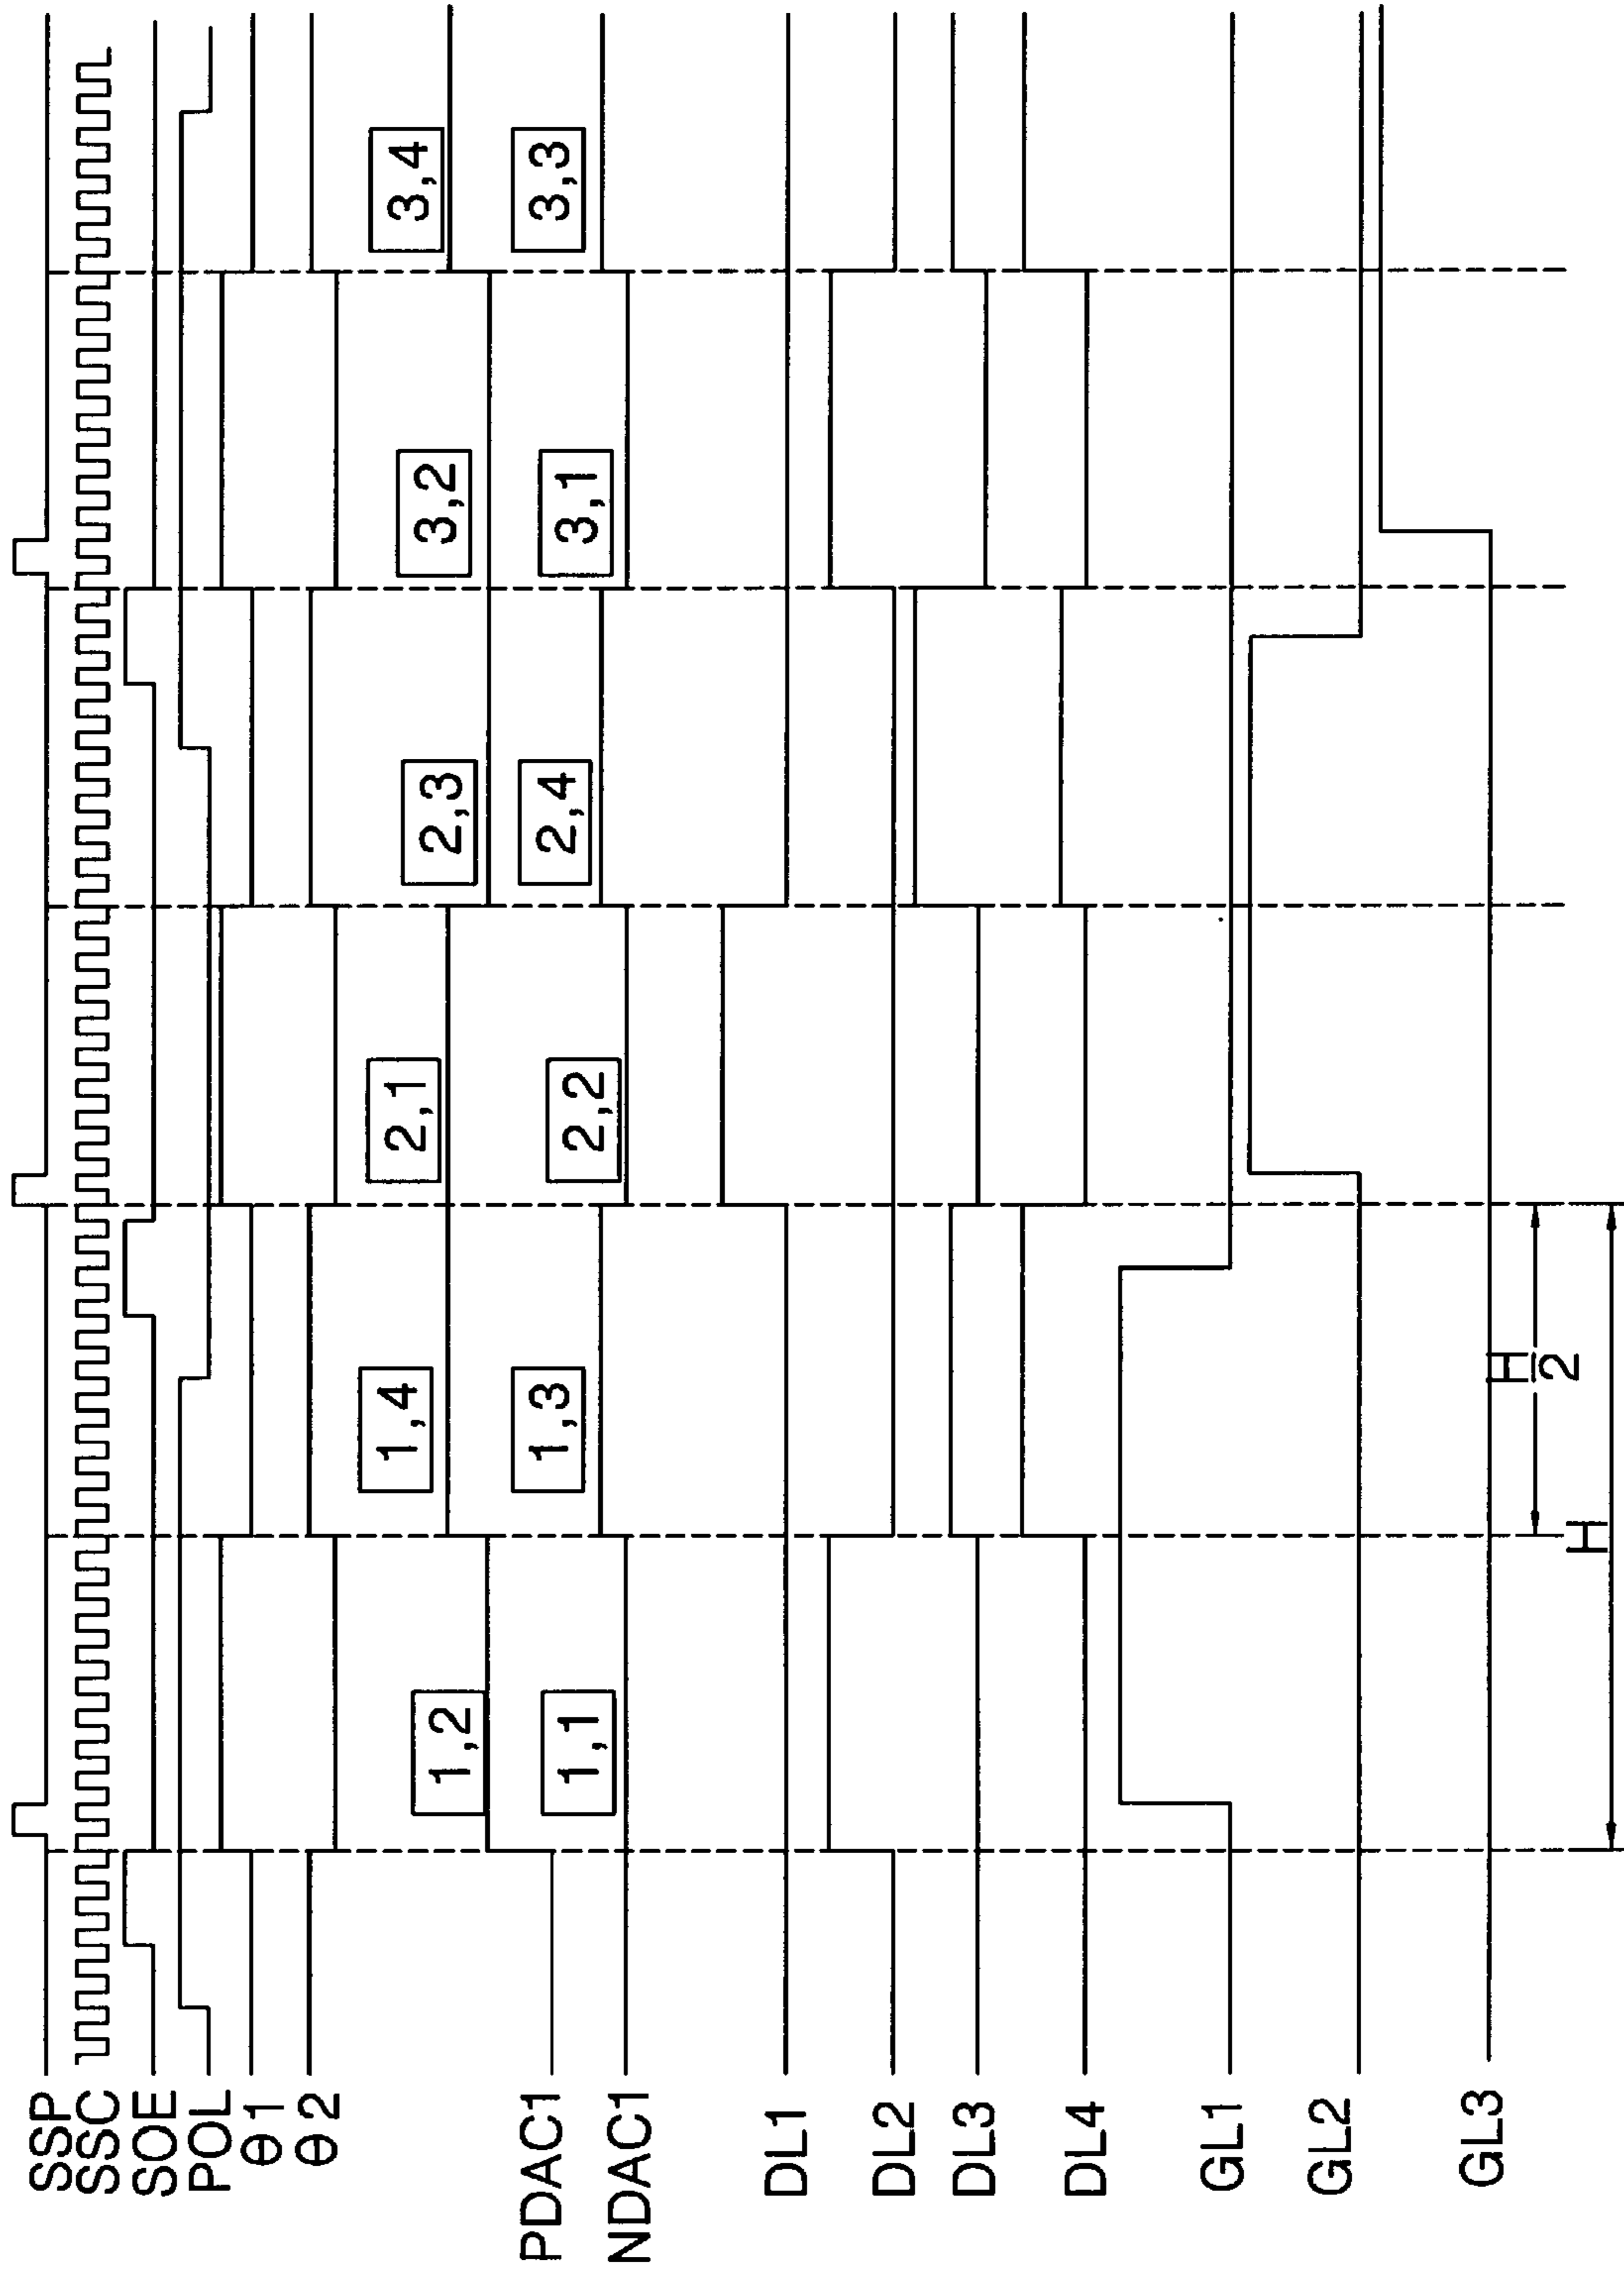 SSP
SSC
SOE
POL
θ1
θ2
PDAC1
1,2
1,4
2,1
2,3
3,2
3,4
NDAC1
1,1
1,3
2,2
2,4
3,1
3,3
DL1
DL2
DL3
DL4
GL1
GL2
GL3
H/2
H